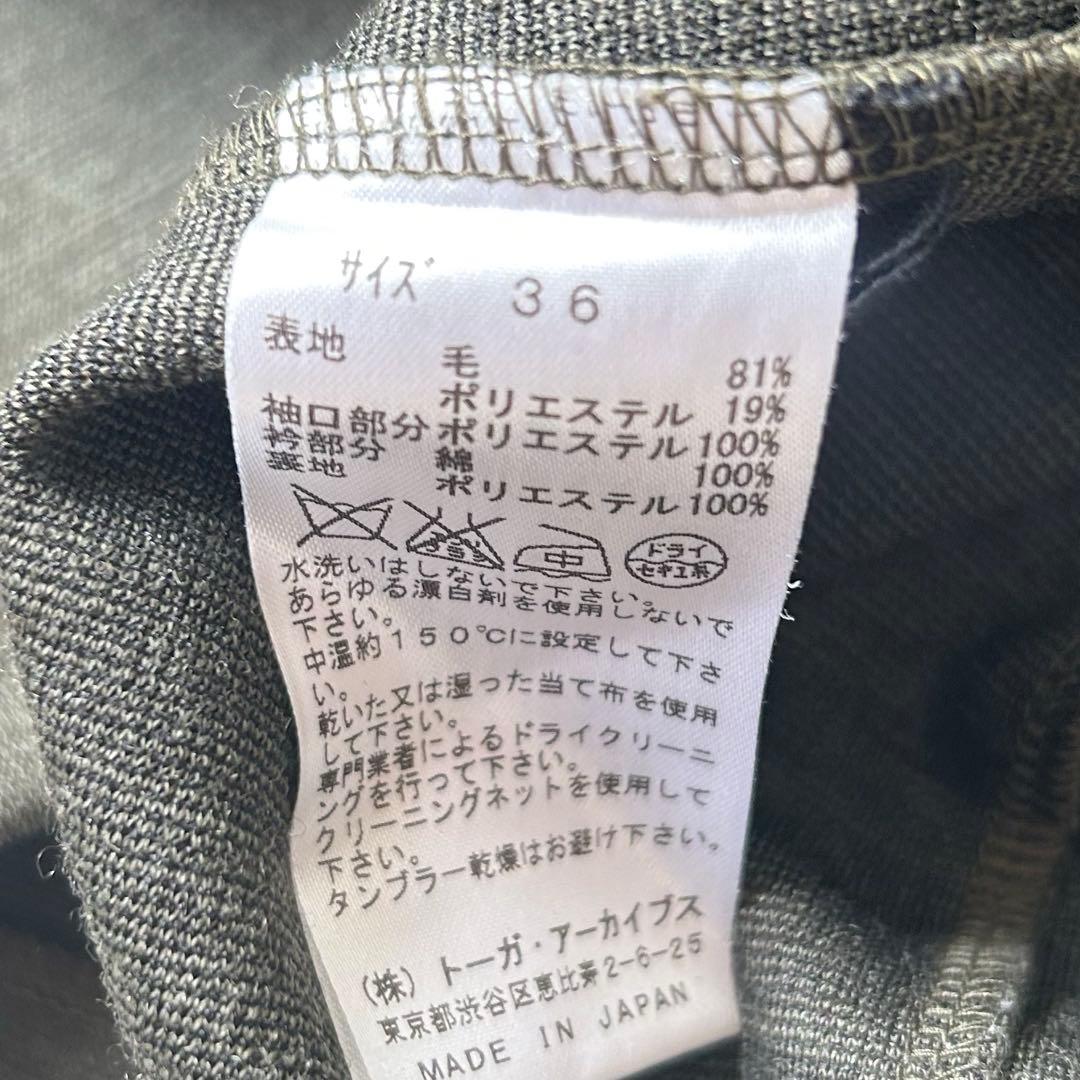 サイズ 36
表地 毛 81%
ポリエステル 19%
袖口部分 ポリエステル 100%
衿部分 綿 100%
裏地 ポリエステル 100%
中 ドライ
セキユ系
水洗いはしないで下さい。
あらゆる漂白剤を使用しないで
下さい。
中温約150℃に設定して下さ
い。
乾いた又は湿った当て布を使用
して下さい。
専門業者によるドライクリーニ
ングを行って下さい。
クリーニングネットを使用して
下さい。
タンブラー乾燥はお避け下さい。
(株)トーガ・アーカイブス
東京都渋谷区恵比寿2-6-25
MADE IN JAPAN